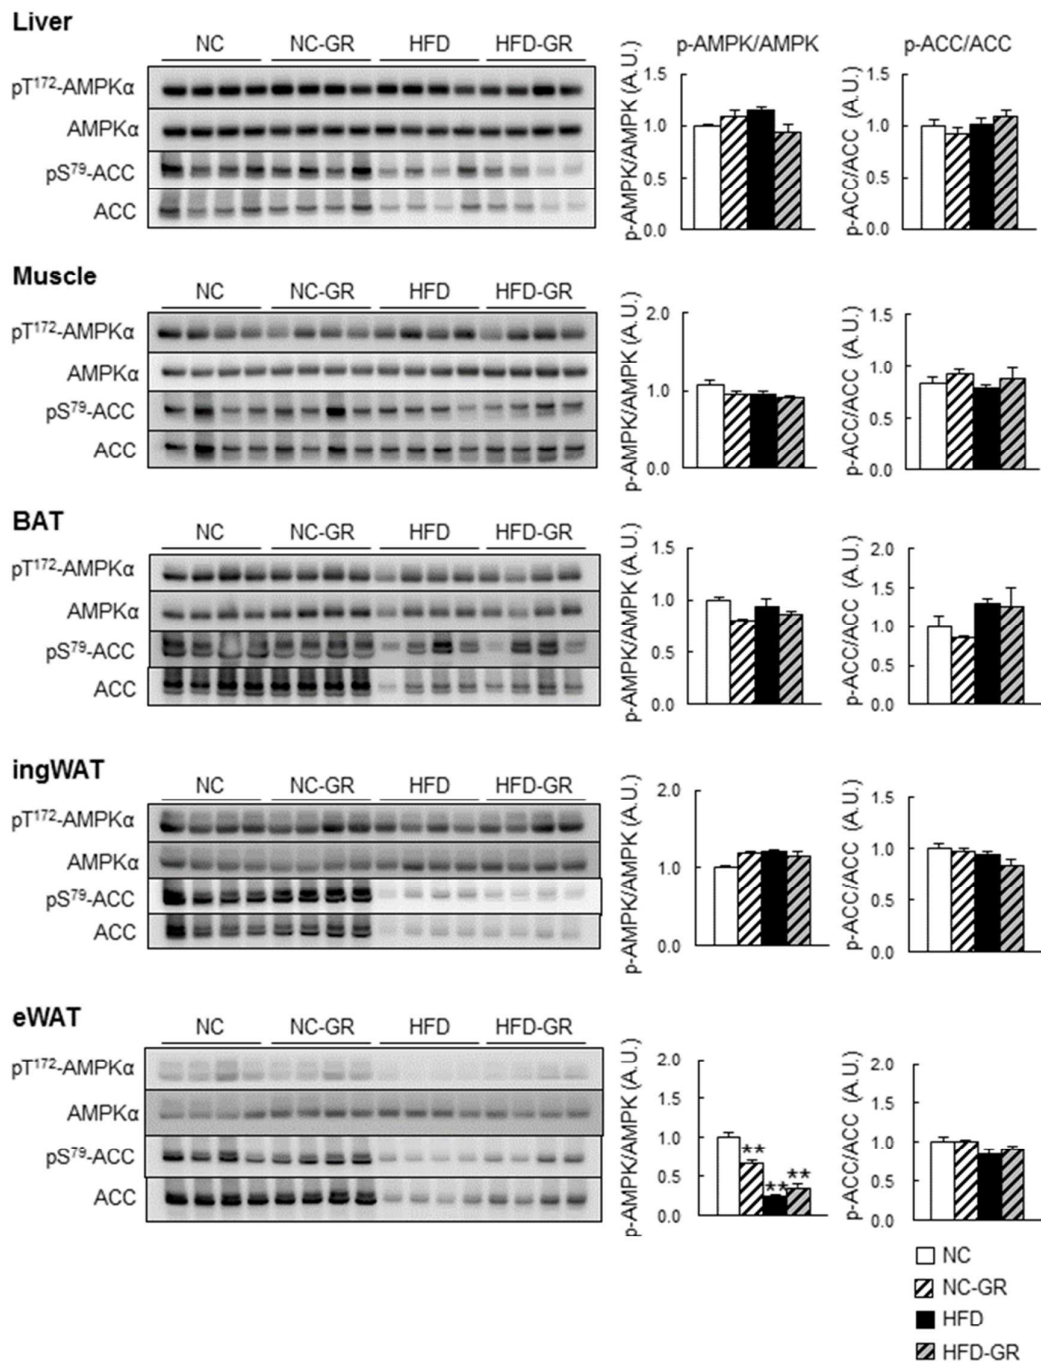 Liver
NC NC-GR HFD HFD-GR
pT172-AMPKα
AMPKα
pS79-ACC
ACC
p-AMPK/AMPK
p-AMPK/AMPK (A.U.)
1.5
1.0
0.5
0.0
p-ACC/ACC
p-ACC/ACC (A.U.)
1.5
1.0
0.5
0.0
Muscle
NC NC-GR HFD HFD-GR
pT172-AMPKα
AMPKα
pS79-ACC
ACC
p-AMPK/AMPK (A.U.)
2.0
1.0
0.0
p-ACC/ACC (A.U.)
1.5
1.0
0.5
0.0
BAT
NC NC-GR HFD HFD-GR
pT172-AMPKα
AMPKα
pS79-ACC
ACC
p-AMPK/AMPK (A.U.)
1.5
1.0
0.5
0.0
p-ACC/ACC (A.U.)
2.0
1.5
1.0
0.5
0.0
ingWAT
NC NC-GR HFD HFD-GR
pT172-AMPKα
AMPKα
pS79-ACC
ACC
p-AMPK/AMPK (A.U.)
2.0
1.0
0.0
p-ACC/ACC (A.U.)
1.5
1.0
0.5
0.0
eWAT
NC NC-GR HFD HFD-GR
pT172-AMPKα
AMPKα
pS79-ACC
ACC
p-AMPK/AMPK (A.U.)
2.0
1.5
1.0
0.5
0.0
**
**
**
p-ACC/ACC (A.U.)
2.0
1.5
1.0
0.5
0.0
NC
NC-GR
HFD
HFD-GR